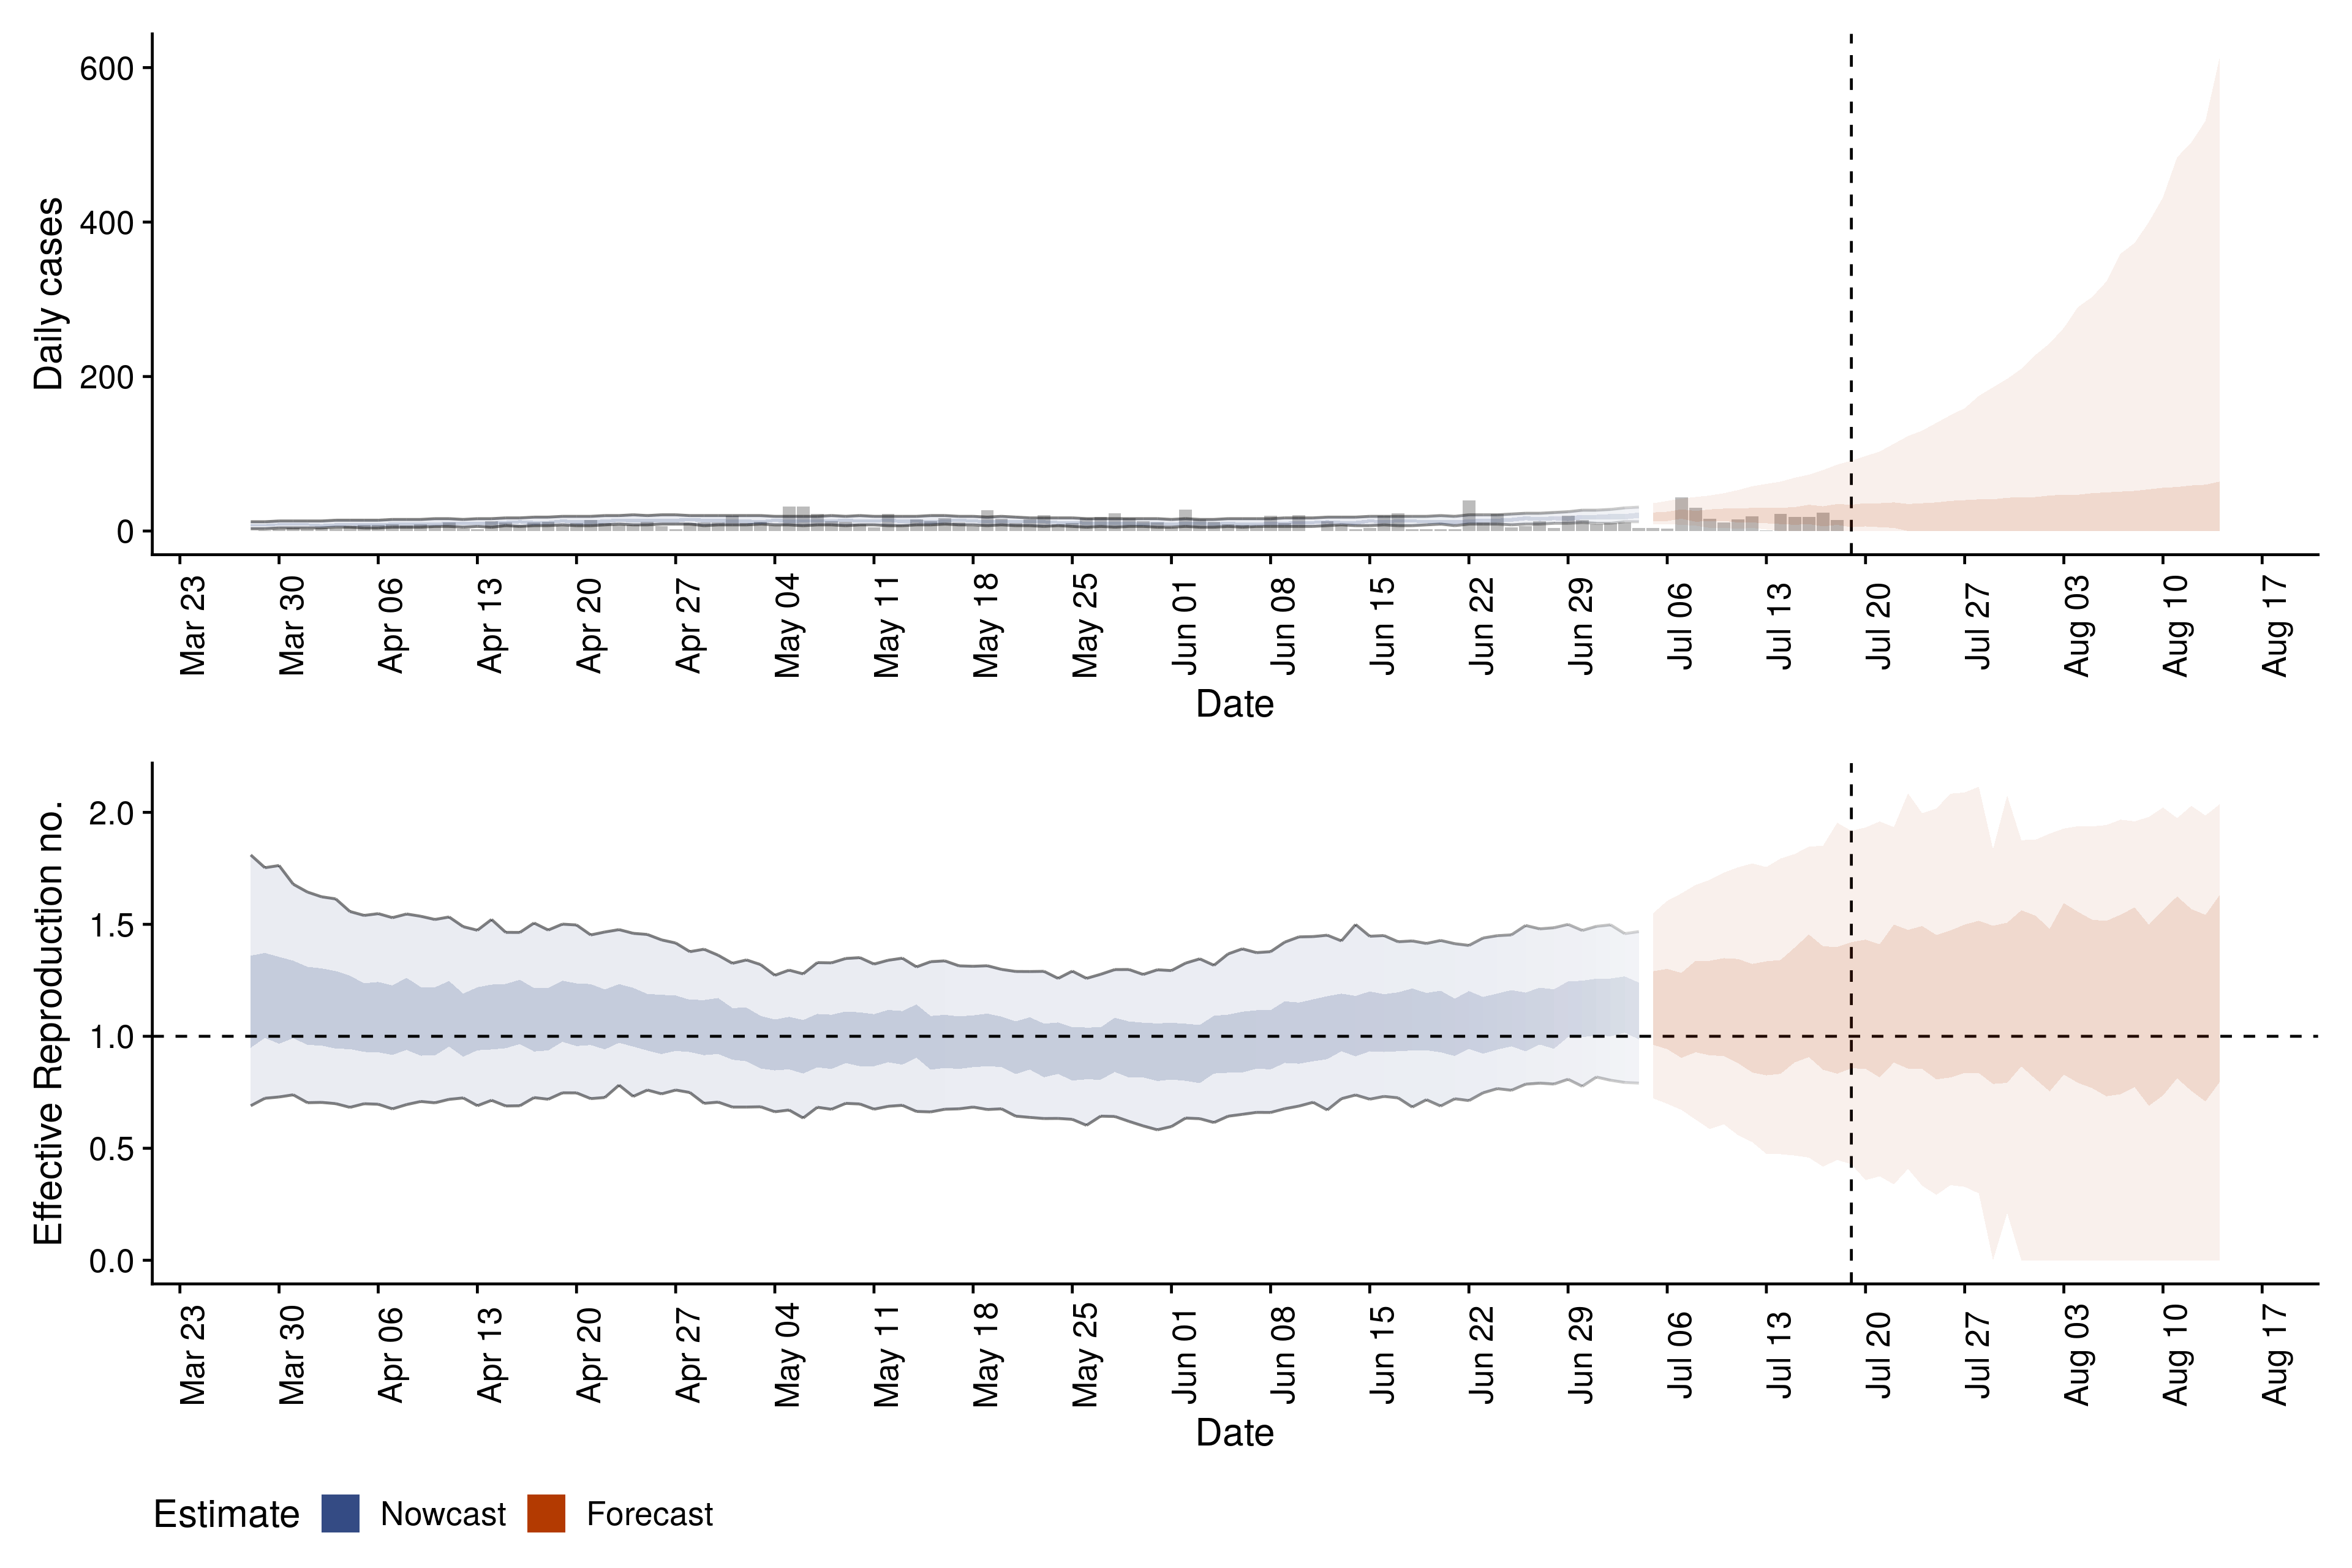 600
400
200
0
Daily cases
Mar 23
Mar 30
Apr 06
Apr 13
Apr 20
Apr 27
May 04
May 11
May 18
May 25
Jun 01
Jun 08
Jun 15
Jun 22
Jun 29
Jul 06
Jul 13
Jul 20
Jul 27
Aug 03
Aug 10
Aug 17
Date
2.0
1.5
1.0
0.5
0.0
Effective Reproduction no.
Mar 23
Mar 30
Apr 06
Apr 13
Apr 20
Apr 27
May 04
May 11
May 18
May 25
Jun 01
Jun 08
Jun 15
Jun 22
Jun 29
Jul 06
Jul 13
Jul 20
Jul 27
Aug 03
Aug 10
Aug 17
Date
Estimate Nowcast Forecast